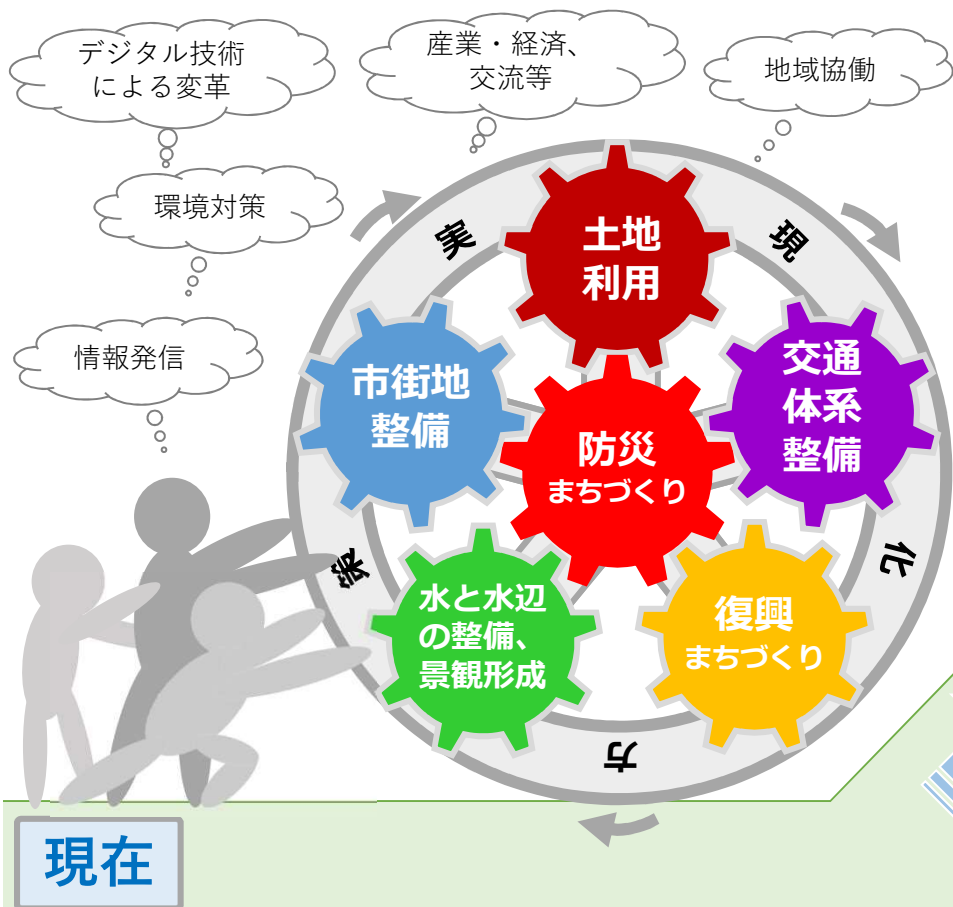 デジタル技術
による変革
産業・経済、
交流等
地域協働
環境対策
情報発信
実
現
化
方
策
土地
利用
市街地
整備
交通
体系
整備
防災
まちづくり
水と水辺
の整備、
景観形成
復興
まちづくり
現在